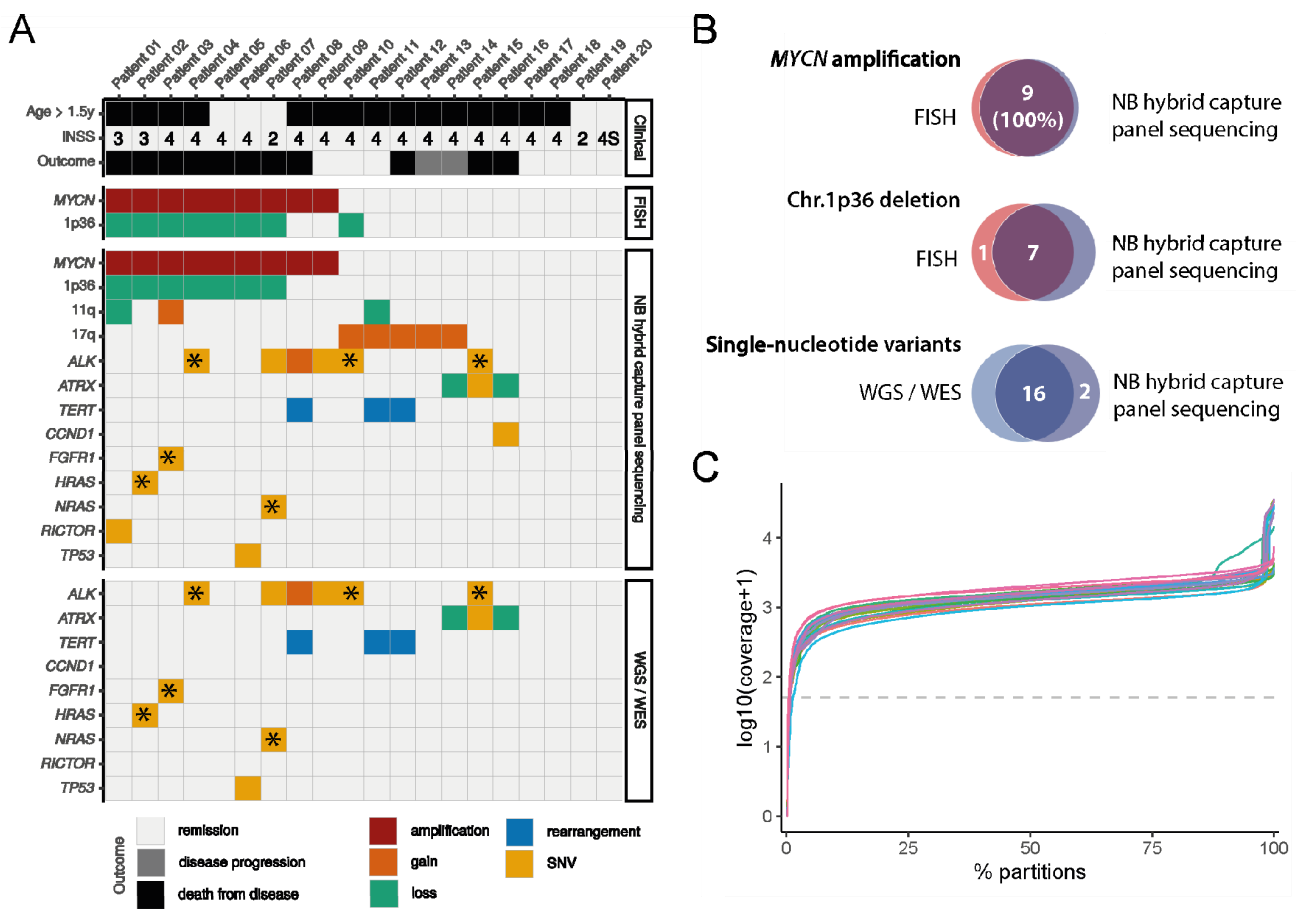 A
Patient 01
Patient 02
Patient 03
Patient 04
Patient 05
Patient 06
Patient 07
Patient 08
Patient 09
Patient 10
Patient 11
Patient 12
Patient 13
Patient 14
Patient 15
Patient 16
Patient 17
Patient 18
Patient 19
Patient 20
Age > 1.5y
INSS 3 3 4 4 4 4 2 4 4 4 4 4 4 4 4 4 4 4 2 4S
Outcome
Clinical
MYCN
1p36
FISH
MYCN
1p36
11q
17q
ALK * * *
ATRX
TERT
CCND1
FGFR1 *
HRAS *
NRAS *
RICTOR
TP53
NB hybrid capture panel sequencing
ALK * * *
ATRX
TERT
CCND1
FGFR1 *
HRAS *
NRAS *
RICTOR
TP53
WGS / WES
Outcome
remission
disease progression
death from disease
amplification
gain
loss
rearrangement
SNV
B
MYCN amplification
FISH
9
(100%)
NB hybrid capture
panel sequencing
Chr.1p36 deletion
FISH
1 7
NB hybrid capture
panel sequencing
Single-nucleotide variants
WGS / WES
16 2
NB hybrid capture
panel sequencing
C
log10(coverage+1)
4
3
2
1
0
0 25 50 75 100
% partitions